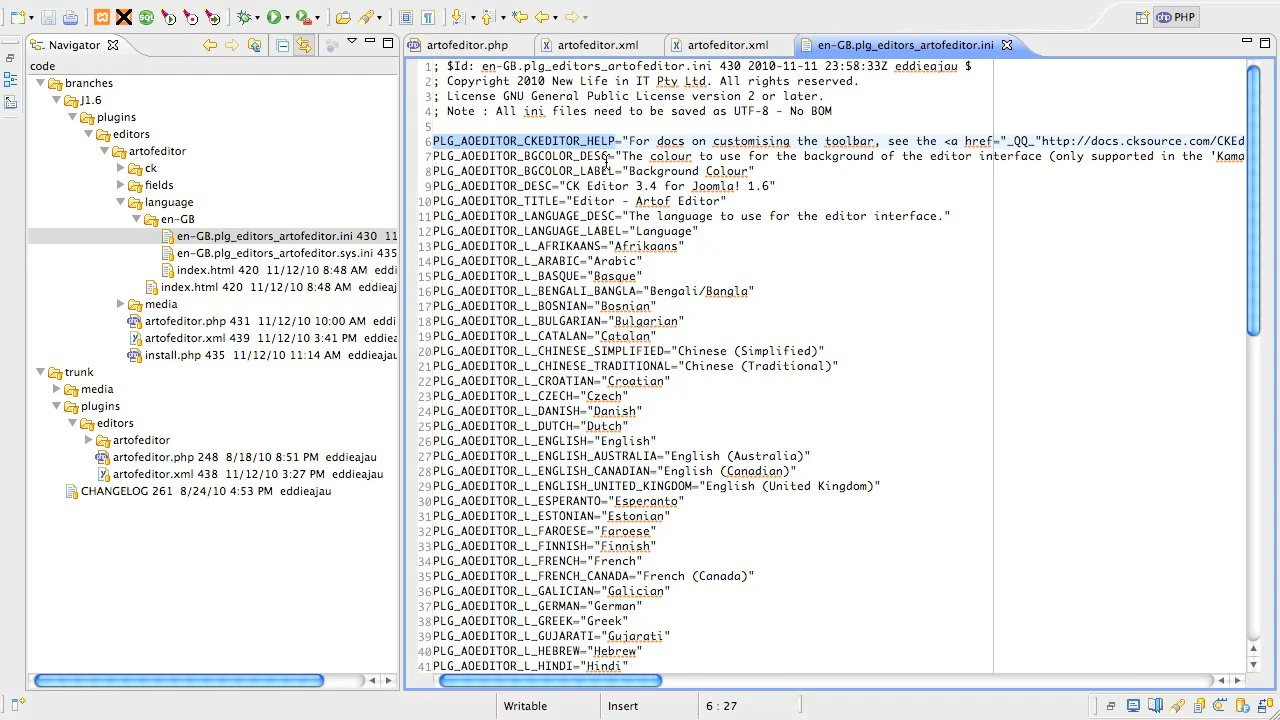 PHP
Navigator
artofeditor.php
artofeditor.xml
artofeditor.xml
en-GB.plg_editors_artofeditor.ini
code
branches
J1.6
plugins
editors
artofeditor
ck
fields
language
en-GB
en-GB.plg_editors_artofeditor.ini 430 11
en-GB.plg_editors_artofeditor.sys.ini 435
index.html 420 11/12/10 8:48 AM eddi
index.html 420 11/12/10 8:48 AM eddieaj
media
artofeditor.php 431 11/12/10 10:00 AM eddi
artofeditor.xml 439 11/12/10 3:41 PM eddiea
install.php 435 11/12/10 11:14 AM eddieajau
trunk
media
plugins
editors
artofeditor
artofeditor.php 248 8/18/10 8:51 PM eddieajau
artofeditor.xml 438 11/12/10 3:27 PM eddieajau
CHANGELOG 261 8/24/10 4:53 PM eddieajau
1 ; $Id: en-GB.plg_editors_artofeditor.ini 430 2010-11-11 23:58:33Z eddieajau $
2 ; Copyright 2010 New Life in IT Pty Ltd. All rights reserved.
3 ; License GNU General Public License version 2 or later.
4 ; Note : All ini files need to be saved as UTF-8 - No BOM
5
6 PLG_AOEDITOR_CKEDITOR_HELP="For docs on customising the toolbar, see the <a href="_QQ_"http://docs.cksource.com/CKEd
7 PLG_AOEDITOR_BGCOLOR_DESC="The colour to use for the background of the editor interface (only supported in the 'Kama
8 PLG_AOEDITOR_BGCOLOR_LABEL="Background Colour"
9 PLG_AOEDITOR_DESC="CK Editor 3.4 for Joomla! 1.6"
10 PLG_AOEDITOR_TITLE="Editor - Artof Editor"
11 PLG_AOEDITOR_LANGUAGE_DESC="The language to use for the editor interface."
12 PLG_AOEDITOR_LANGUAGE_LABEL="Language"
13 PLG_AOEDITOR_L_AFRIKAANS="Afrikaans"
14 PLG_AOEDITOR_L_ARABIC="Arabic"
15 PLG_AOEDITOR_L_BASQUE="Basque"
16 PLG_AOEDITOR_L_BENGALI_BANGLA="Bengali/Bangla"
17 PLG_AOEDITOR_L_BOSNIAN="Bosnian"
18 PLG_AOEDITOR_L_BULGARIAN="Bulgarian"
19 PLG_AOEDITOR_L_CATALAN="Catalan"
20 PLG_AOEDITOR_L_CHINESE_SIMPLIFIED="Chinese (Simplified)"
21 PLG_AOEDITOR_L_CHINESE_TRADITIONAL="Chinese (Traditional)"
22 PLG_AOEDITOR_L_CROATIAN="Croatian"
23 PLG_AOEDITOR_L_CZECH="Czech"
24 PLG_AOEDITOR_L_DANISH="Danish"
25 PLG_AOEDITOR_L_DUTCH="Dutch"
26 PLG_AOEDITOR_L_ENGLISH="English"
27 PLG_AOEDITOR_L_ENGLISH_AUSTRALIA="English (Australia)"
28 PLG_AOEDITOR_L_ENGLISH_CANADIAN="English (Canadian)"
29 PLG_AOEDITOR_L_ENGLISH_UNITED_KINGDOM="English (United Kingdom)"
30 PLG_AOEDITOR_L_ESPERANTO="Esperanto"
31 PLG_AOEDITOR_L_ESTONIAN="Estonian"
32 PLG_AOEDITOR_L_FAROESE="Faroese"
33 PLG_AOEDITOR_L_FINNISH="Finnish"
34 PLG_AOEDITOR_L_FRENCH="French"
35 PLG_AOEDITOR_L_FRENCH_CANADA="French (Canada)"
36 PLG_AOEDITOR_L_GALICIAN="Galician"
37 PLG_AOEDITOR_L_GERMAN="German"
38 PLG_AOEDITOR_L_GREEK="Greek"
39 PLG_AOEDITOR_L_GUJARATI="Gujarati"
40 PLG_AOEDITOR_L_HEBREW="Hebrew"
41 PLG_AOEDITOR_L_HINDI="Hindi"
Writable
Insert
6 : 27